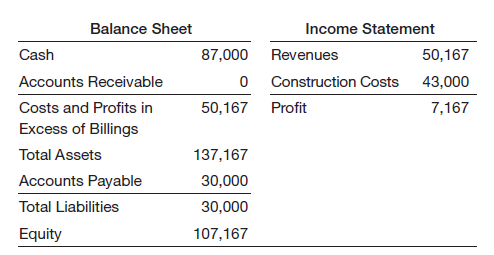 Balance Sheet
Cash 87,000
Accounts Receivable 0
Costs and Profits in 50,167
Excess of Billings
Total Assets 137,167
Accounts Payable 30,000
Total Liabilities 30,000
Equity 107,167
Income Statement
Revenues 50,167
Construction Costs 43,000
Profit 7,167